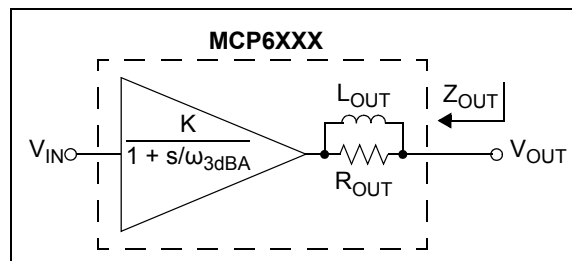 MCP6XXX
L_OUT
Z_OUT
K
V_IN
1 + s/ω_3dBA
V_OUT
R_OUT